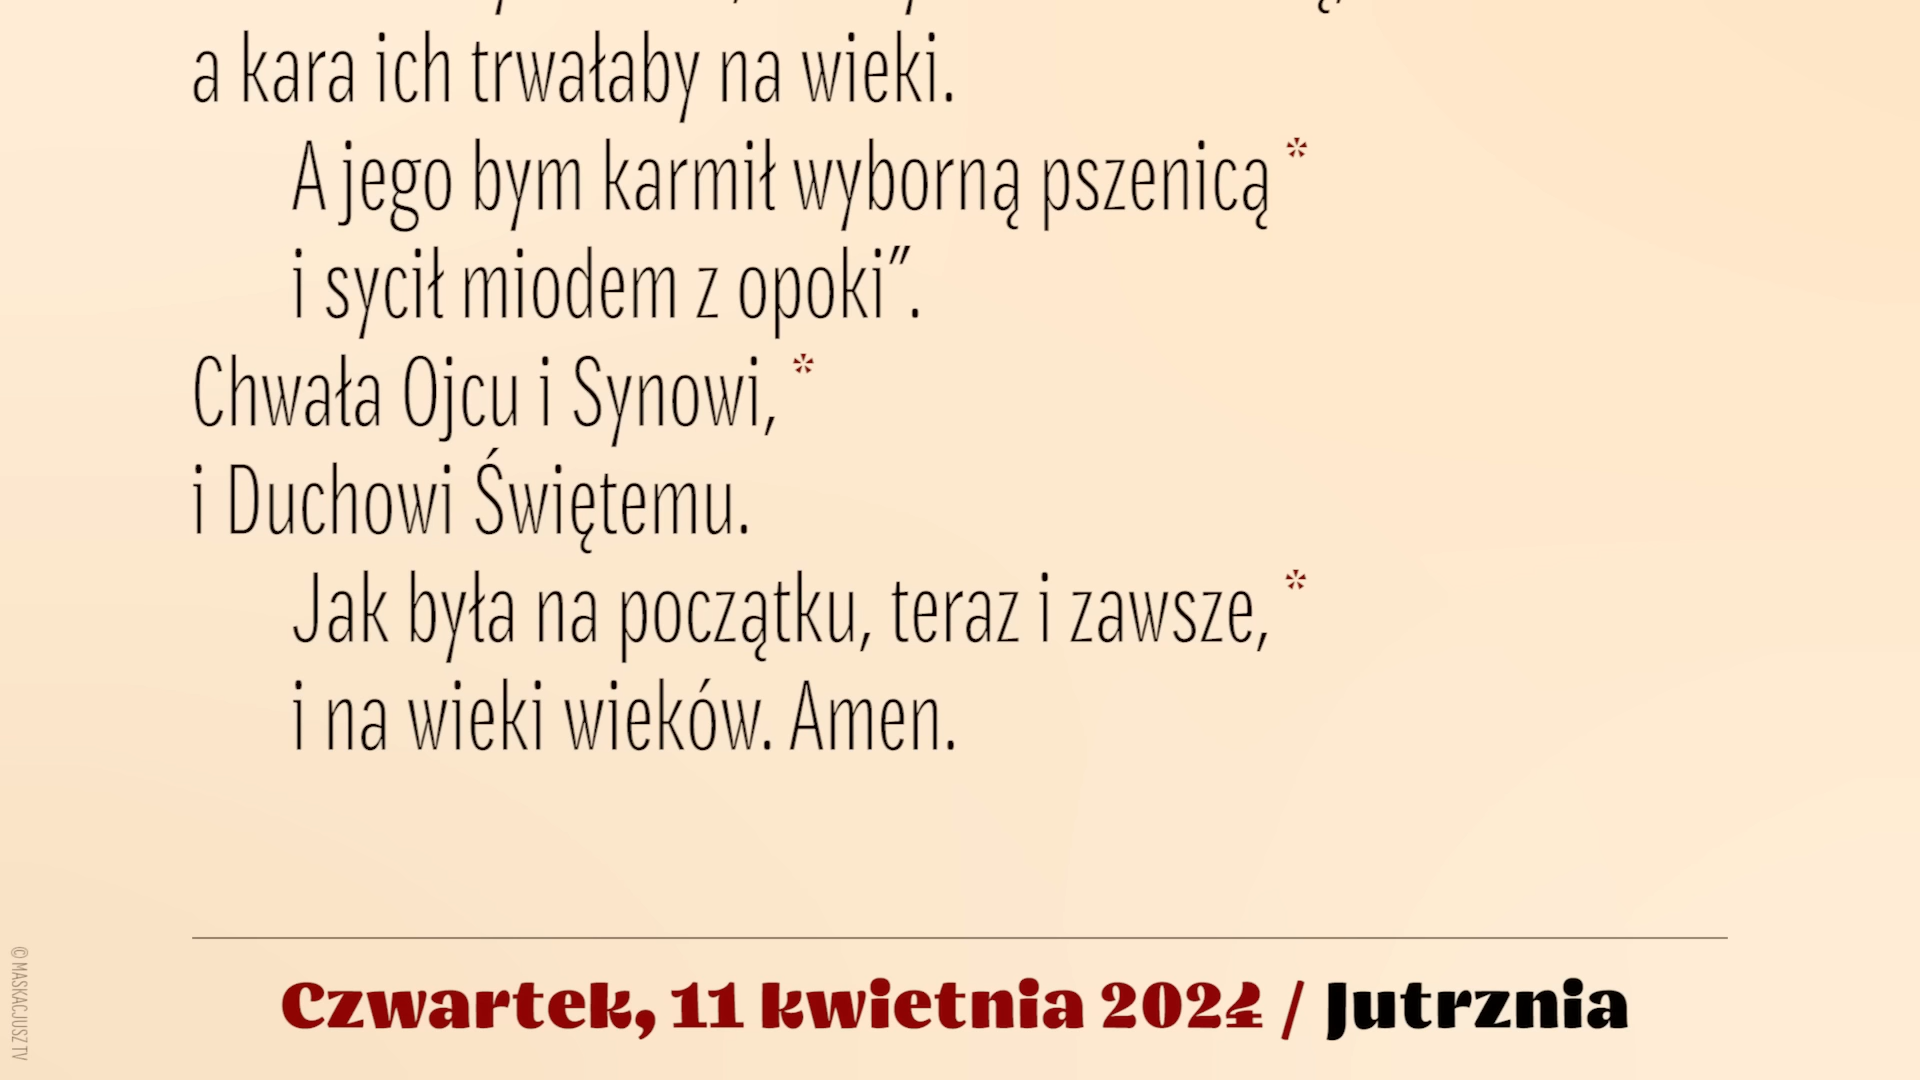 a kara ich trwałaby na wieki.
A jego bym karmił wyborną pszenicą *
i sycił miodem z opoki”.
Chwała Ojcu i Synowi, *
i Duchowi Świętemu.
Jak była na początku, teraz i zawsze, *
i na wieki wieków. Amen.
Czwartek, 11 kwietnia 2024 / Jutrznia
© MASKACJUSZ TV